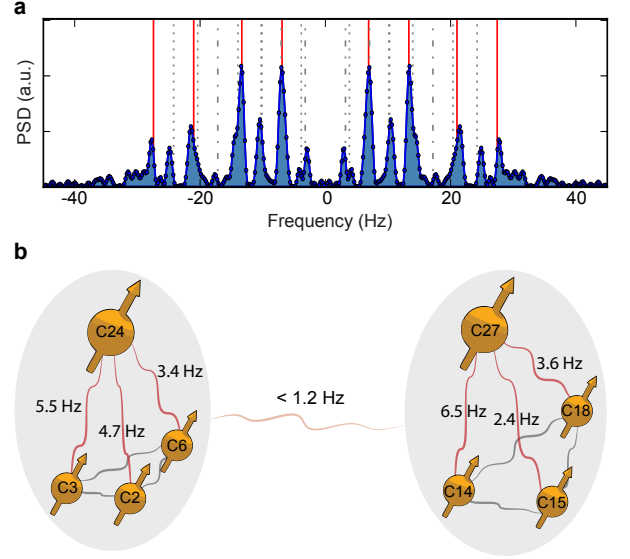 a
PSD (a.u.)
-40 -20 0 20 40
Frequency (Hz)
b
C24
C27
3.4 Hz
3.6 Hz
< 1.2 Hz
5.5 Hz
C18
6.5 Hz
2.4 Hz
4.7 Hz
C6
C3
C2
C14
C15